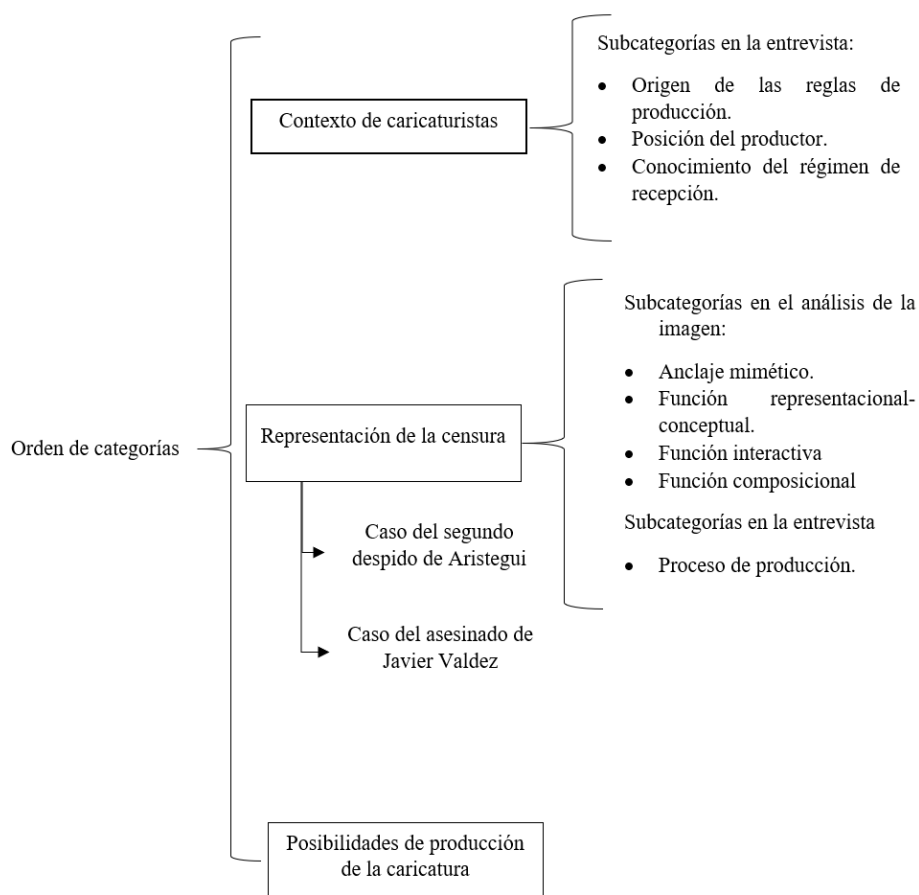 Orden de categorías
Contexto de caricaturistas
Subcategorías en la entrevista:
• Origen de las reglas de
producción.
• Posición del productor.
• Conocimiento del régimen de
recepción.
Representación de la censura
Caso del segundo
despido de Aristegui
Caso del asesinado de
Javier Valdez
Subcategorías en el análisis de la
imagen:
• Anclaje mimético.
• Función representacional-
conceptual.
• Función interactiva
• Función composicional
Subcategorías en la entrevista
• Proceso de producción.
Posibilidades de producción
de la caricatura